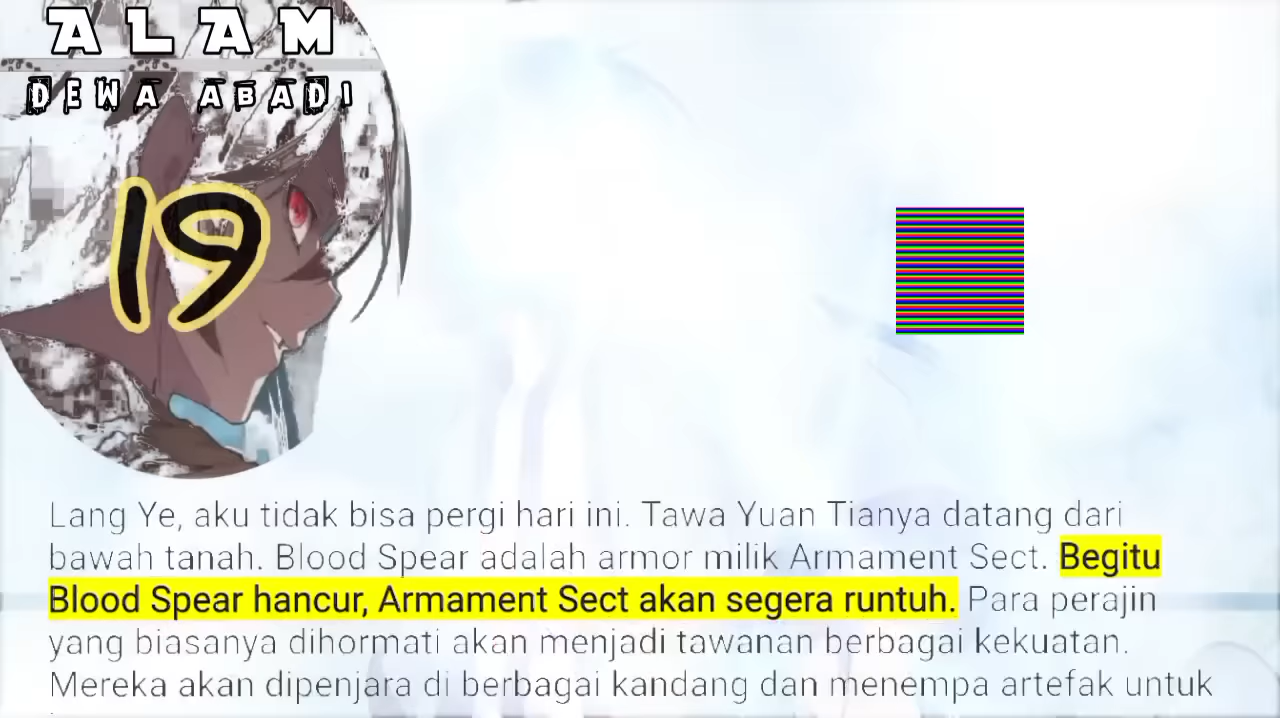 ALAM
DEWA ABADI
19
Lang Ye, aku tidak bisa pergi hari ini. Tawa Yuan Tianya datang dari
bawah tanah. Blood Spear adalah armor milik Armament Sect. Begitu
Blood Spear hancur, Armament Sect akan segera runtuh. Para perajin
yang biasanya dihormati akan menjadi tawanan berbagai kekuatan.
Mereka akan dipenjara di berbagai kandang dan menempa artefak untuk